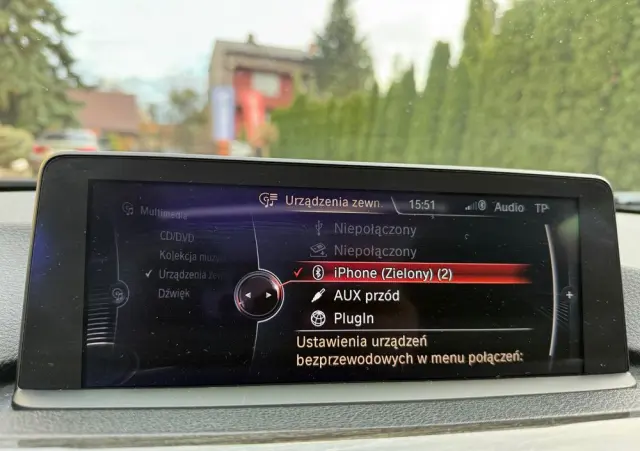 Urządzenia zewn.
15:51
Audio TP
Multimedia
CD/DVD
Kolekcja muz
Urządzenia zew
Dźwięk
Niepołączony
Niepołączony
iPhone (Zielony) (2)
AUX przód
PlugIn
Ustawienia urządzeń
bezprzewodowych w menu połączeń: